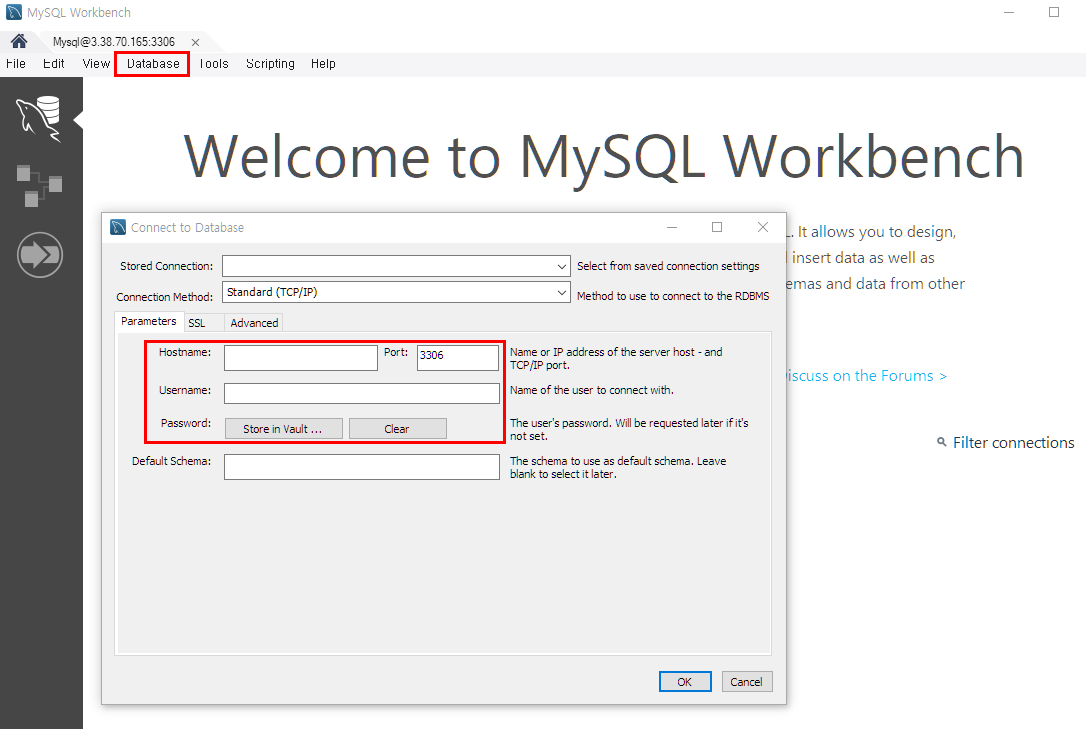 MySQL Workbench
Mysql@3.38.70.165:3306
File Edit View Database Tools Scripting Help
Welcome to MySQL Workbench
Connect to Database
L. It allows you to design,
insert data as well as
emas and data from other
iscuss on the Forums >
Filter connections
Stored Connection: Select from saved connection settings
Connection Method: Standard (TCP/IP) Method to use to connect to the RDBMS
Parameters SSL Advanced
Hostname: Port: 3306 Name or IP address of the server host - and
TCP/IP port.
Username: Name of the user to connect with.
Password: Store in Vault ... Clear The user's password. Will be requested later if it's
not set.
Default Schema: The schema to use as default schema. Leave
blank to select it later.
OK Cancel